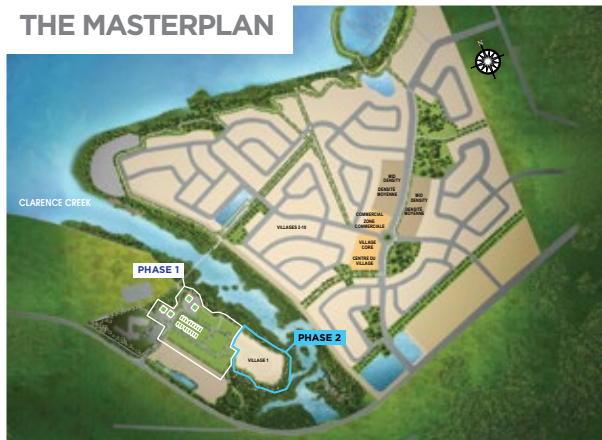 THE MASTERPLAN
N
CLARENCE CREEK
MID
DENSITY
DENSITÉ
MOYENNE
MID
DENSITY
DENSITÉ
MOYENNE
COMMERCIAL
ZONE
COMMERCIALE
VILLAGES 2-10
VILLAGE
CORE
CENTRE DU
VILLAGE
PHASE 1
PHASE 2
VILLAGE 1